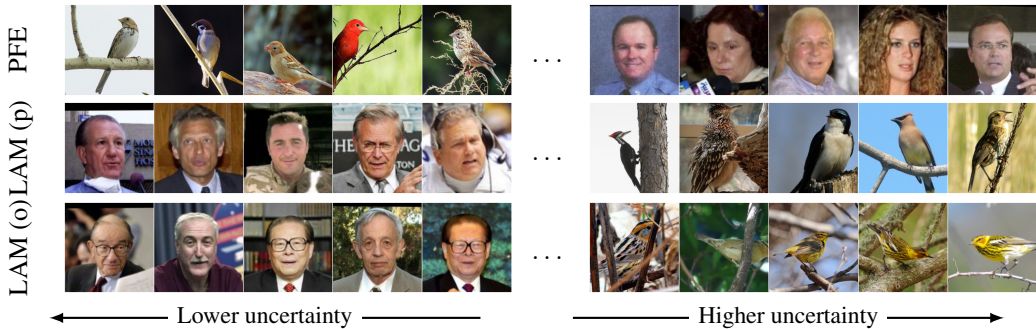 PFE
LAM (p)
LAM (o)
...
...
...
Lower uncertainty
Higher uncertainty